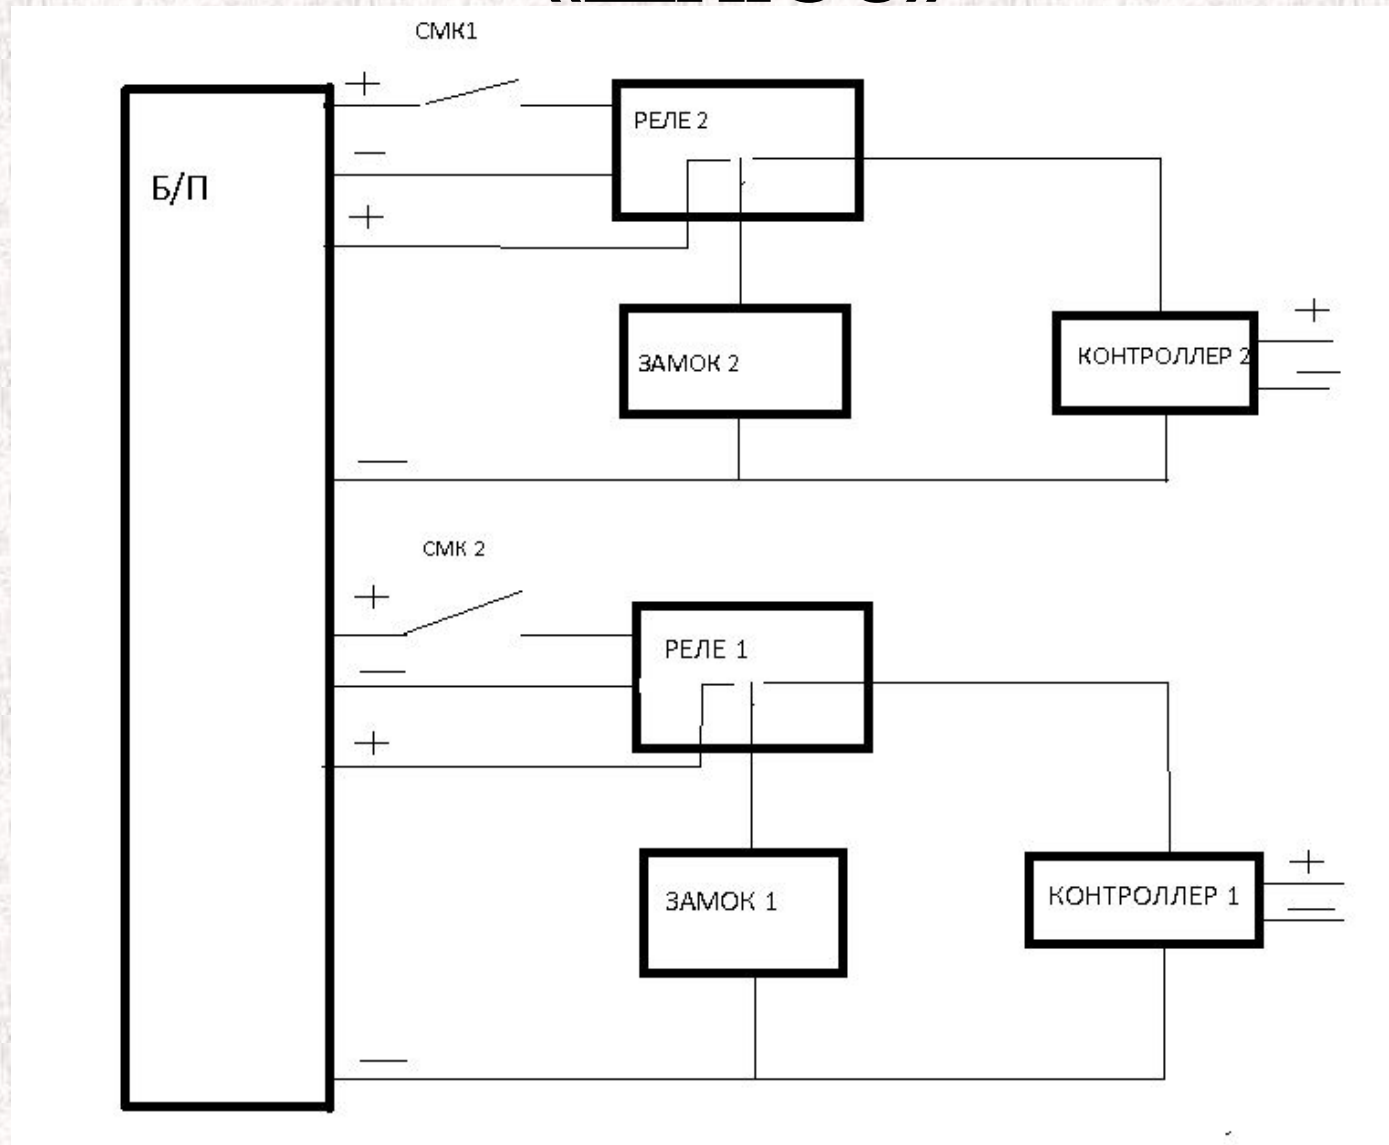 СМК1
+
РЕЛЕ 2
—
Б/П
+
+
ЗАМОК 2
КОНТРОЛЛЕР 2
—
—
СМК 2
+
РЕЛЕ 1
—
+
+
ЗАМОК 1
КОНТРОЛЛЕР 1
—
—